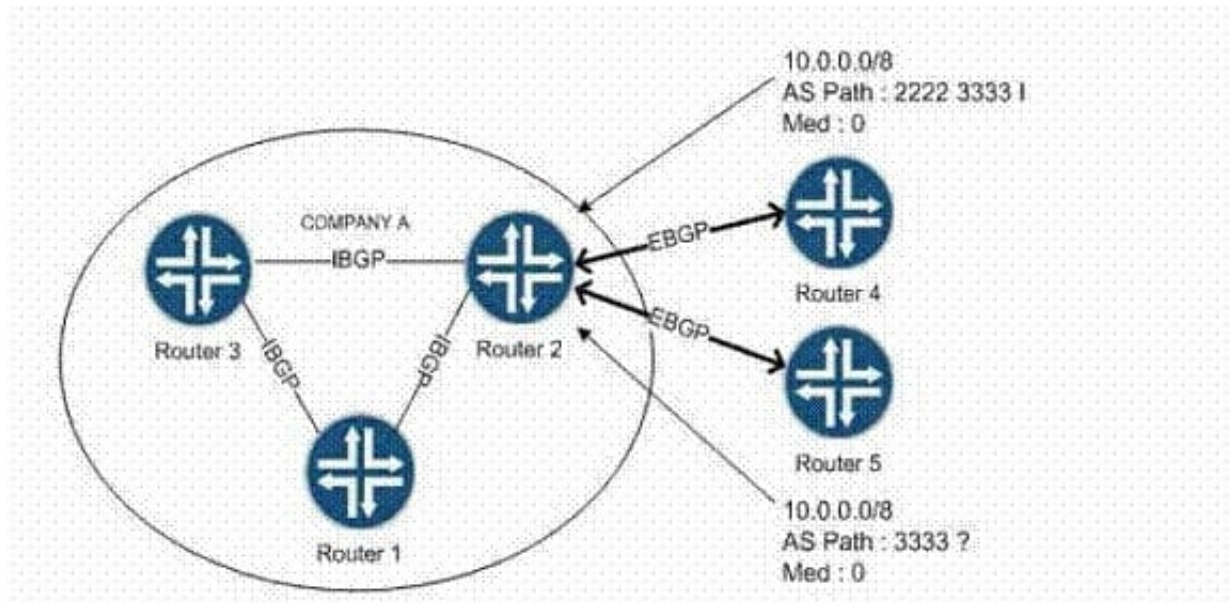 10.0.0.0/8
AS Path : 2222 3333 I
Med : 0
COMPANY A
IBGP
EBGP
Router 4
Router 3
Router 2
IBGP
IBGP
EBGP
Router 5
Router 1
10.0.0.0/8
AS Path : 3333 ?
Med : 0